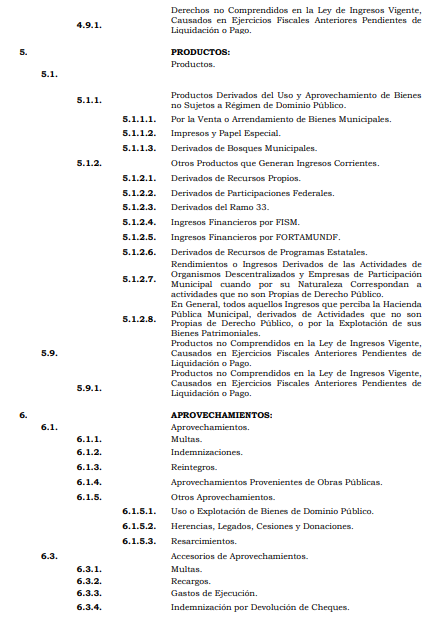 Derechos no Comprendidos en la Ley de Ingresos Vigente,
4.9.1. Causados en Ejercicios Fiscales Anteriores Pendientes de
Liquidación o Pago.
5. PRODUCTOS:
5.1. Productos.
5.1.1. Productos Derivados del Uso y Aprovechamiento de Bienes
no Sujetos a Régimen de Dominio Público.
5.1.1.1. Por la Venta o Arrendamiento de Bienes Municipales.
5.1.1.2. Impresos y Papel Especial.
5.1.1.3. Derivados de Bosques Municipales.
5.1.2. Otros Productos que Generan Ingresos Corrientes.
5.1.2.1. Derivados de Recursos Propios.
5.1.2.2. Derivados de Participaciones Federales.
5.1.2.3. Derivados del Ramo 33.
5.1.2.4. Ingresos Financieros por FISM.
5.1.2.5. Ingresos Financieros por FORTAMUNDF.
5.1.2.6. Derivados de Recursos de Programas Estatales.
Rendimientos o Ingresos Derivados de las Actividades de
5.1.2.7. Organismos Descentralizados y Empresas de Participación
Municipal cuando por su Naturaleza Correspondan a
actividades que no son Propias de Derecho Público.
En General, todos aquellos Ingresos que perciba la Hacienda
5.1.2.8. Pública Municipal, derivados de Actividades que no son
Propias de Derecho Público, o por la Explotación de sus
Bienes Patrimoniales.
Productos no Comprendidos en la Ley de Ingresos Vigente,
5.9. Causados en Ejercicios Fiscales Anteriores Pendientes de
Liquidación o Pago.
Productos no Comprendidos en la Ley de Ingresos Vigente,
5.9.1. Causados en Ejercicios Fiscales Anteriores Pendientes de
Liquidación o Pago.
6. APROVECHAMIENTOS:
6.1. Aprovechamientos.
6.1.1. Multas.
6.1.2. Indemnizaciones.
6.1.3. Reintegros.
6.1.4. Aprovechamientos Provenientes de Obras Públicas.
6.1.5. Otros Aprovechamientos.
6.1.5.1. Uso o Explotación de Bienes de Dominio Público.
6.1.5.2. Herencias, Legados, Cesiones y Donaciones.
6.1.5.3. Resarcimientos.
6.3. Accesorios de Aprovechamientos.
6.3.1. Multas.
6.3.2. Recargos.
6.3.3. Gastos de Ejecución.
6.3.4. Indemnización por Devolución de Cheques.